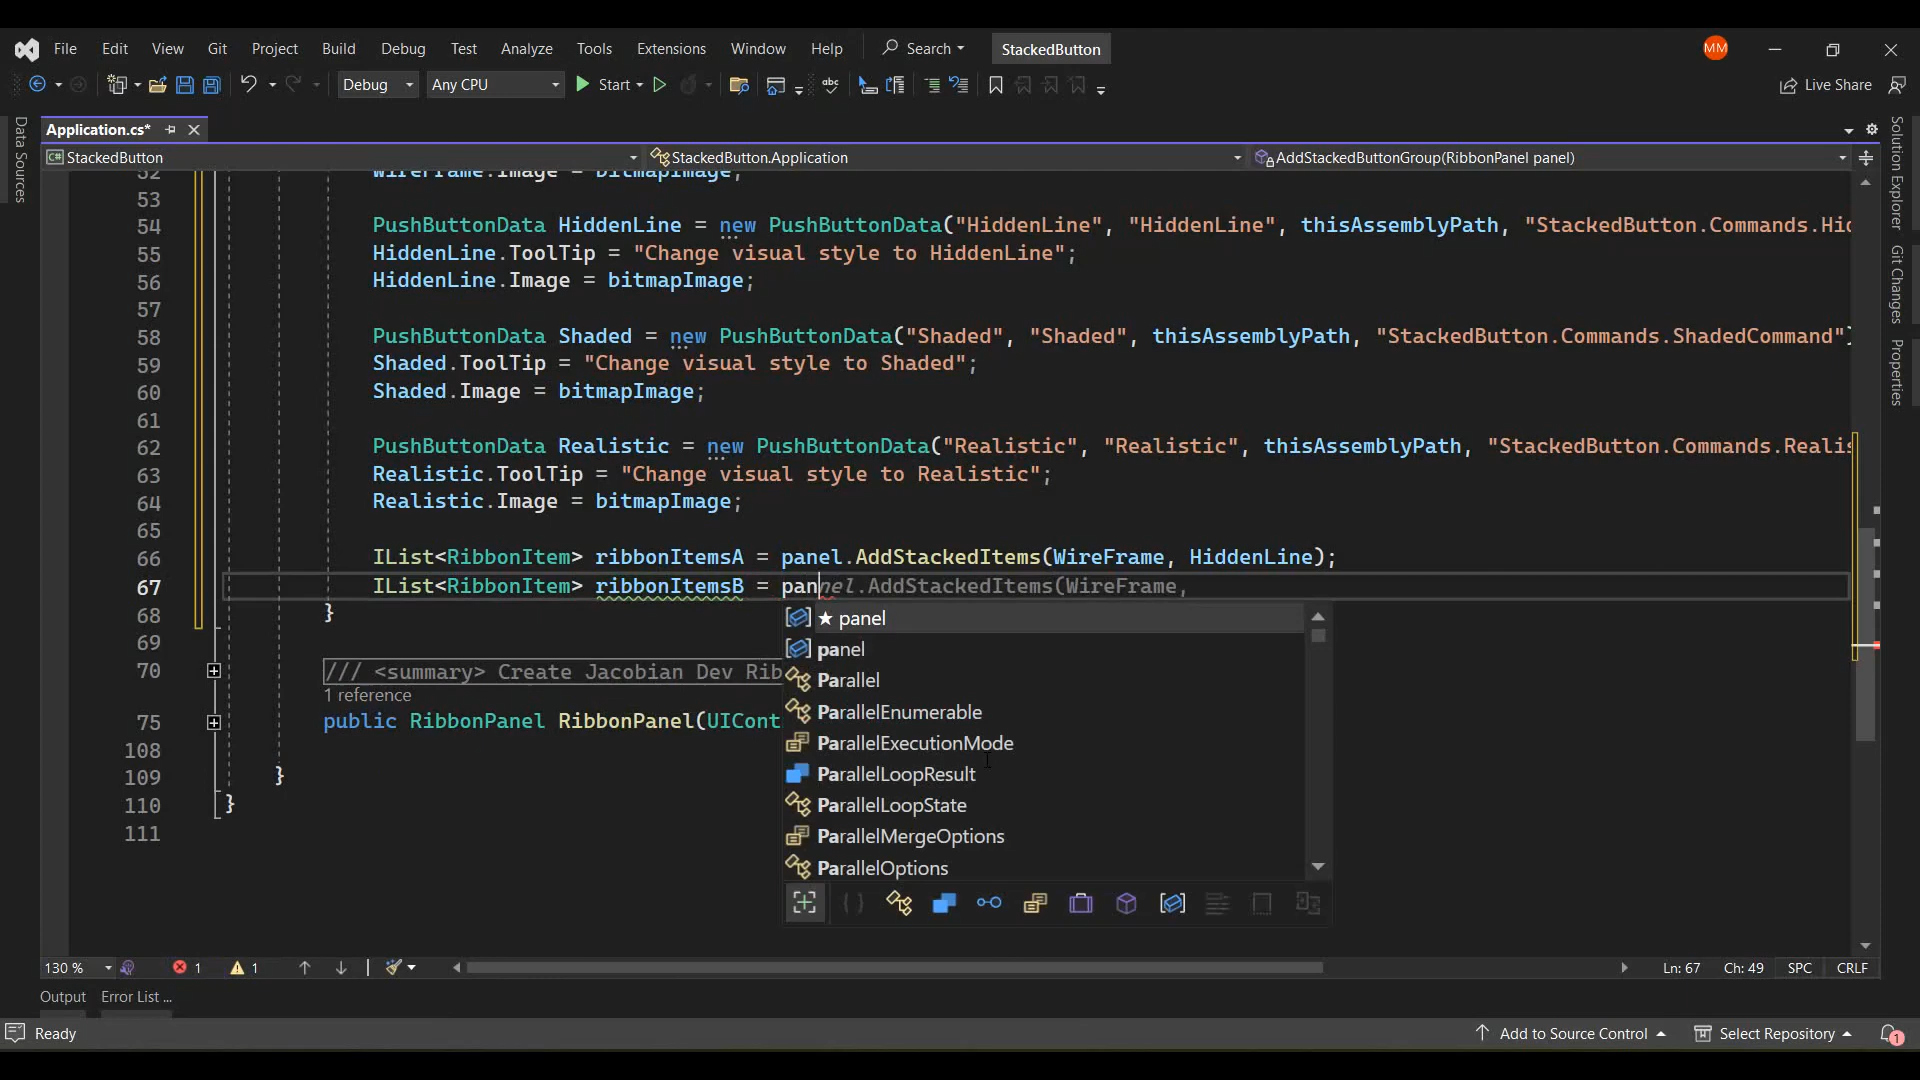 File Edit View Git Project Build Debug Test Analyze Tools Extensions Window Help Search StackedButton MM
Debug Any CPU Start Live Share
Application.cs*
StackedButton StackedButton.Application AddStackedButtonGroup(RibbonPanel panel)
Data Sources
Solution Explorer
Git Changes
Properties
52 WireFrame.Image = bitmapImage;
53
54 PushButtonData HiddenLine = new PushButtonData("HiddenLine", "HiddenLine", thisAssemblyPath, "StackedButton.Commands.Hid
55 HiddenLine.ToolTip = "Change visual style to HiddenLine";
56 HiddenLine.Image = bitmapImage;
57
58 PushButtonData Shaded = new PushButtonData("Shaded", "Shaded", thisAssemblyPath, "StackedButton.Commands.ShadedCommand")
59 Shaded.ToolTip = "Change visual style to Shaded";
60 Shaded.Image = bitmapImage;
61
62 PushButtonData Realistic = new PushButtonData("Realistic", "Realistic", thisAssemblyPath, "StackedButton.Commands.Realis
63 Realistic.ToolTip = "Change visual style to Realistic";
64 Realistic.Image = bitmapImage;
65
66 IList<RibbonItem> ribbonItemsA = panel.AddStackedItems(WireFrame, HiddenLine);
67 IList<RibbonItem> ribbonItemsB = pannel.AddStackedItems(WireFrame,
68 }
69
70 /// <summary> Create Jacobian Dev Rib
1 reference
75 public RibbonPanel RibbonPanel(UICont
108
109 }
110 }
111
★ panel
panel
Parallel
ParallelEnumerable
ParallelExecutionMode
ParallelLoopResult
ParallelLoopState
ParallelMergeOptions
ParallelOptions
130 % 1 1 Ln: 67 Ch: 49 SPC CRLF
Output Error List ...
Ready Add to Source Control Select Repository 1